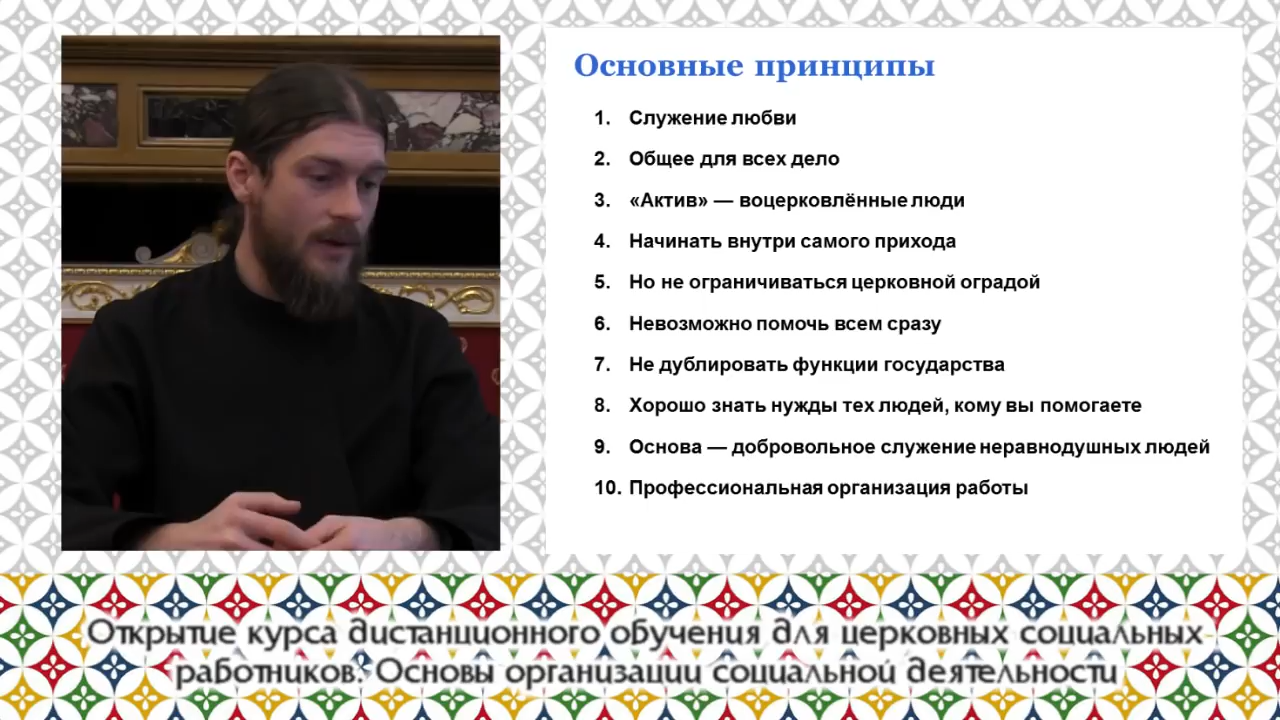 Основные принципы
1. Служение любви
2. Общее для всех дело
3. «Актив» — воцерковлённые люди
4. Начинать внутри самого прихода
5. Но не ограничиваться церковной оградой
6. Невозможно помочь всем сразу
7. Не дублировать функции государства
8. Хорошо знать нужды тех людей, кому вы помогаете
9. Основа — добровольное служение неравнодушных людей
10. Профессиональная организация работы
Открытие курса дистанционного обучения для церковных социальных
работников. Основы организации социальной деятельности